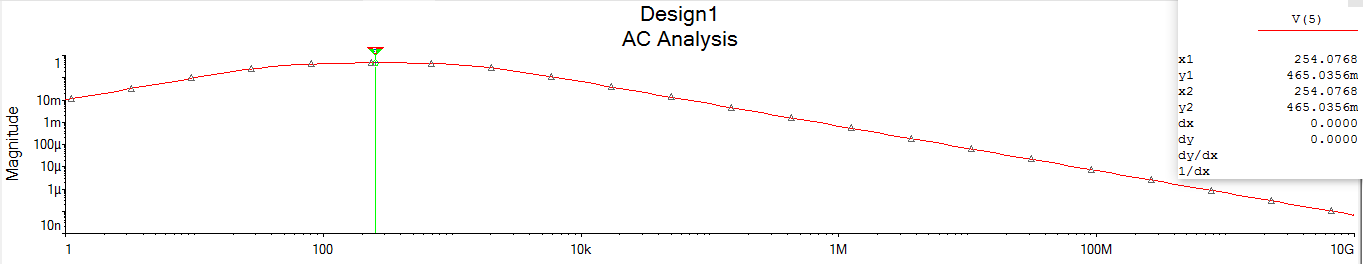 Design1
AC Analysis
Magnitude
1
10m
1m
100µ
10µ
1µ
10n
1
100
10k
1M
100M
10G
V(5)
x1 254.0768
y1 465.0356m
x2 254.0768
y2 465.0356m
dx 0.0000
dy 0.0000
dy/dx
1/dx